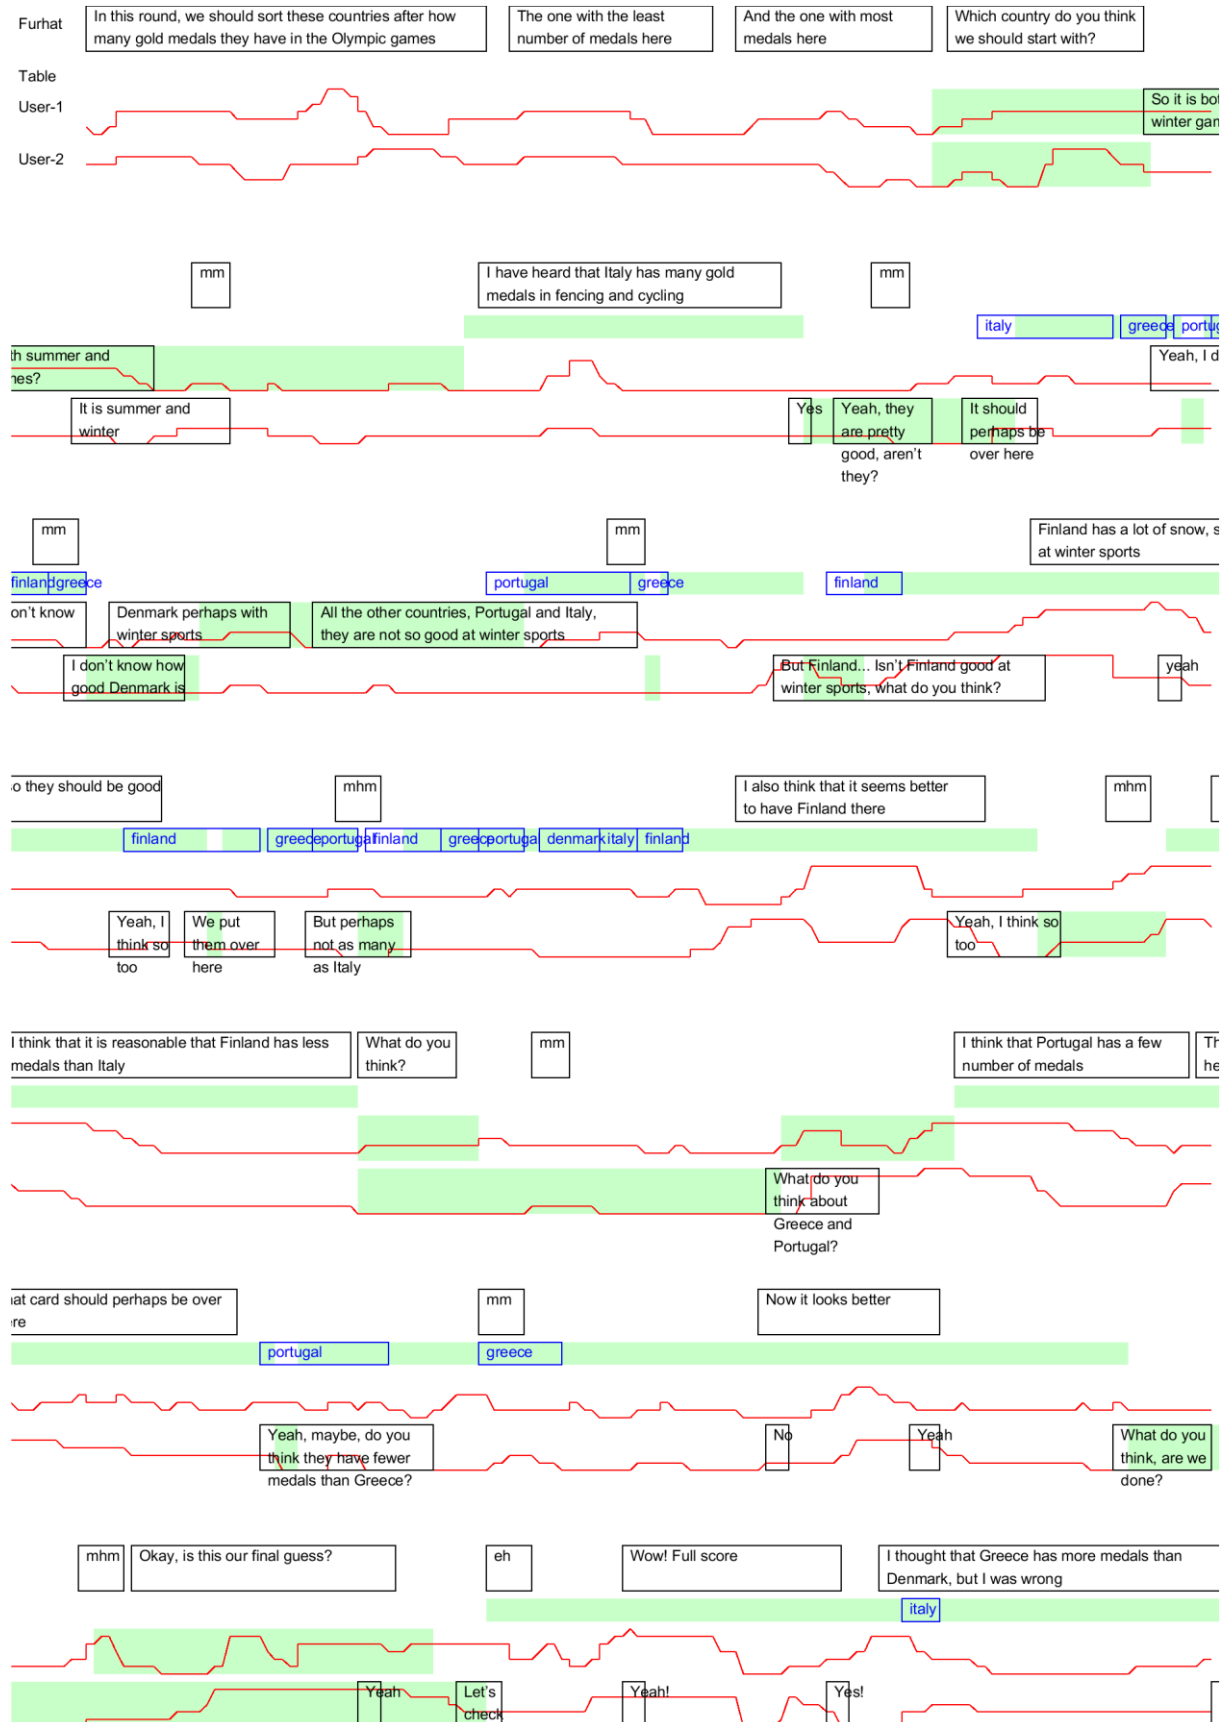 Furhat
In this round, we should sort these countries after how
many gold medals they have in the Olympic games
The one with the least
number of medals here
And the one with most
medals here
Which country do you think
we should start with?
Table
User-1
So it is bot
winter gam
User-2
mm
I have heard that Italy has many gold
medals in fencing and cycling
mm
italy
greece
portug
th summer and
nes?
Yeah, I d
It is summer and
winter
Yes
Yeah, they
are pretty
good, aren't
they?
It should
perhaps be
over here
mm
mm
Finland has a lot of snow, s
at winter sports
finland
greece
portugal
greece
finland
on't know
Denmark perhaps with
winter sports
All the other countries, Portugal and Italy,
they are not so good at winter sports
I don't know how
good Denmark is
But Finland... Isn't Finland good at
winter sports, what do you think?
yeah
so they should be good
mhm
I also think that it seems better
to have Finland there
mhm
finland
greece
portugal
finland
greece
portugal
denmark
italy
finland
Yeah, I
think so
too
We put
them over
here
But perhaps
not as many
as Italy
Yeah, I think so
too
I think that it is reasonable that Finland has less
medals than Italy
What do you
think?
mm
I think that Portugal has a few
number of medals
Th
he
What do you
think about
Greece and
Portugal?
at card should perhaps be over
re
mm
Now it looks better
portugal
greece
Yeah, maybe, do you
think they have fewer
medals than Greece?
No
Yeah
What do you
think, are we
done?
mhm
Okay, is this our final guess?
eh
Wow! Full score
I thought that Greece has more medals than
Denmark, but I was wrong
italy
Yeah
Let's
check
Yeah!
Yes!